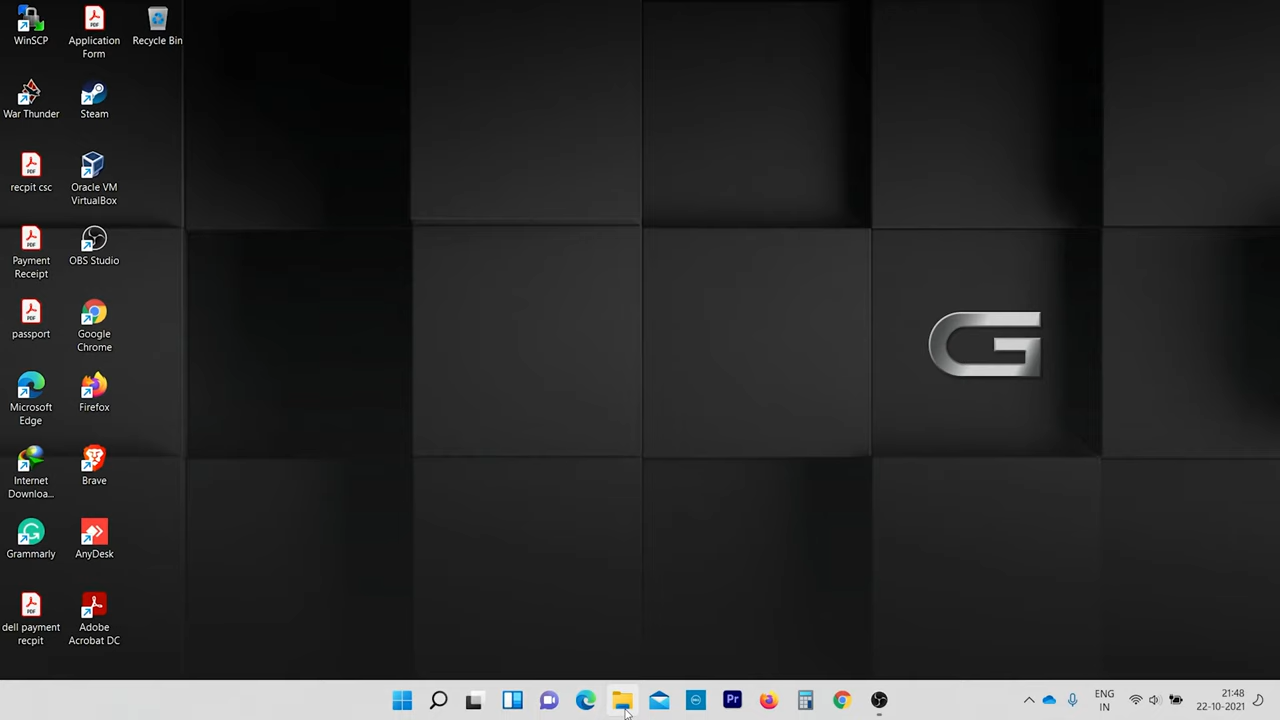 WinSCP
Application
Form
Recycle Bin
War Thunder
Steam
recpit csc
Oracle VM
VirtualBox
Payment
Receipt
OBS Studio
passport
Google
Chrome
Microsoft
Edge
Firefox
Internet
Downloa...
Brave
Grammarly
AnyDesk
dell payment
recpit
Adobe
Acrobat DC
G
Pr
ENG
IN
21:48
22-10-2021